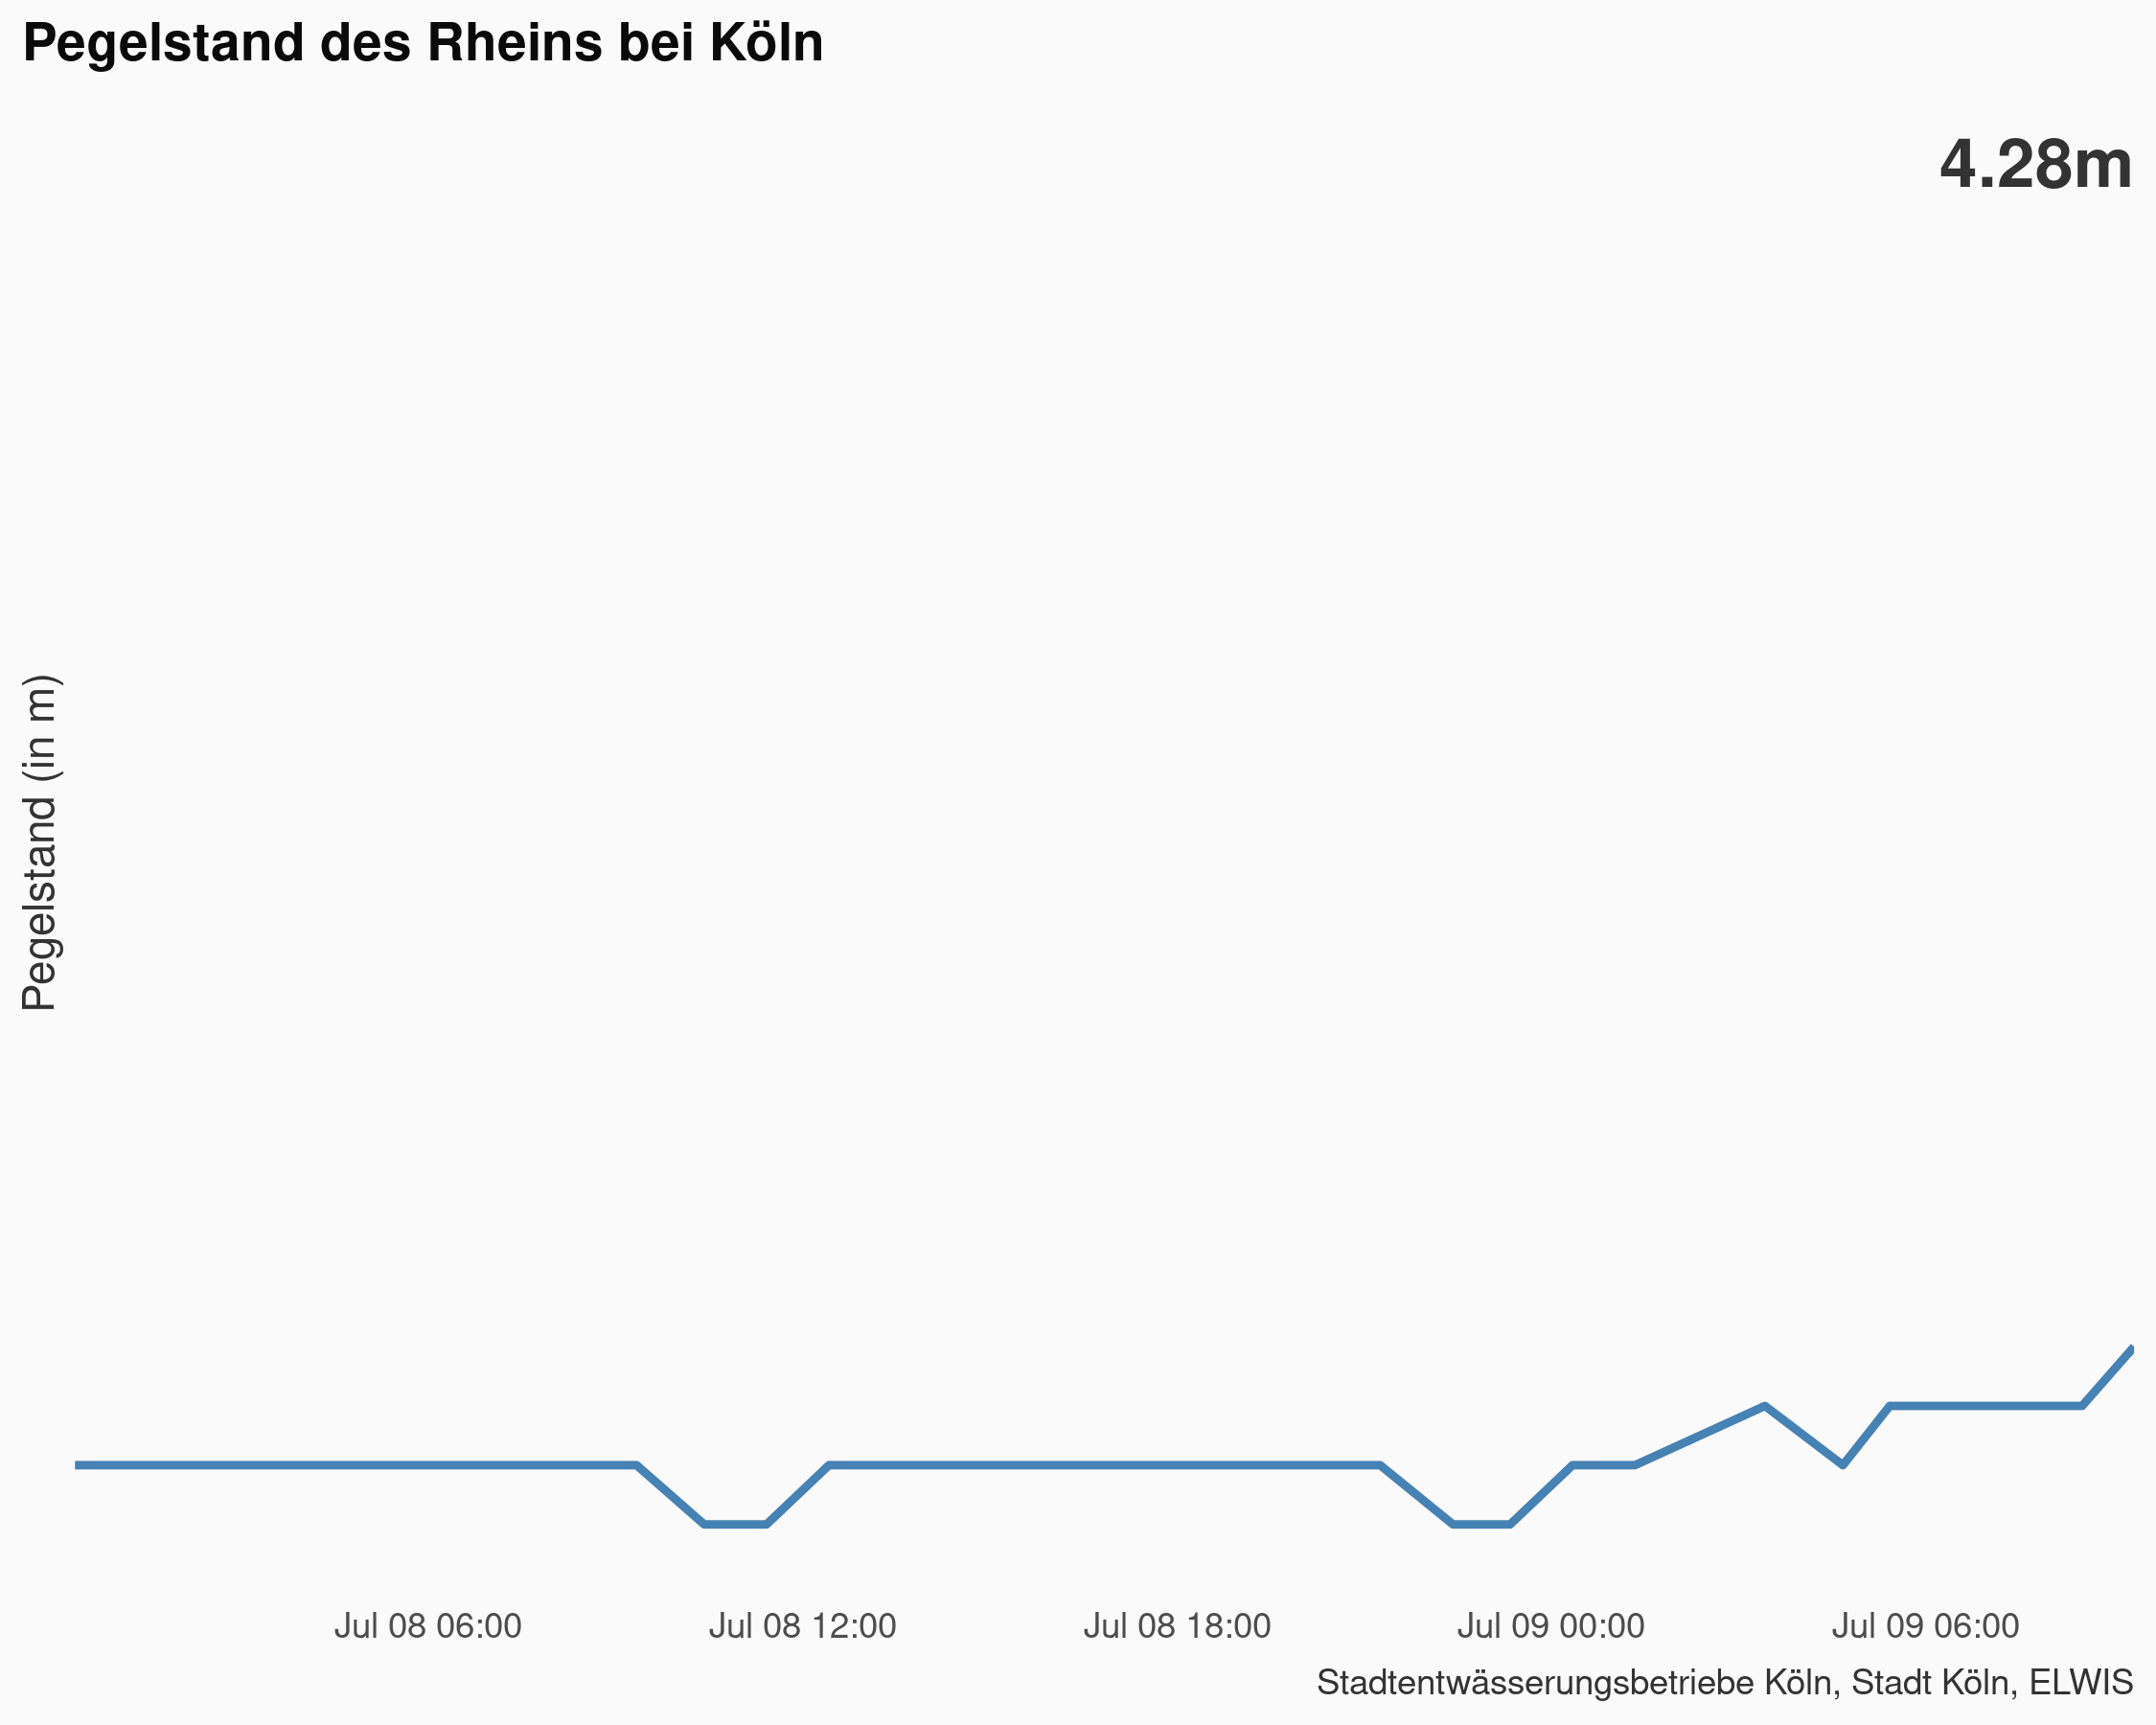 Pegelstand des Rheins bei Köln
4.28m
Pegelstand (in m)
Jul 08 06:00
Jul 08 12:00
Jul 08 18:00
Jul 09 00:00
Jul 09 06:00
Stadtentwässerungsbetriebe Köln, Stadt Köln, ELWIS